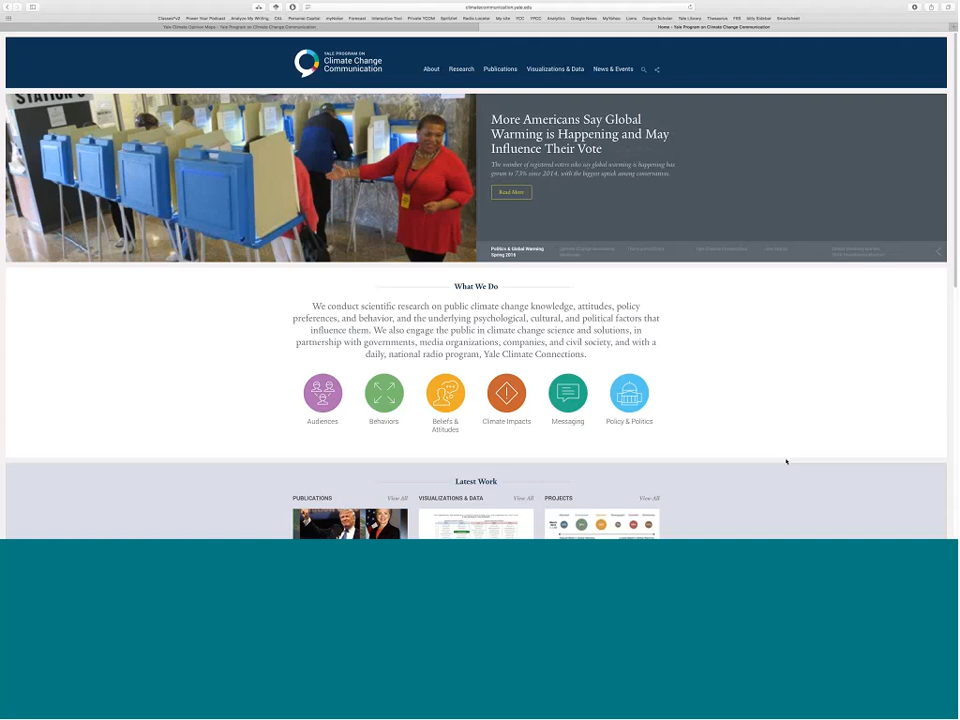 climatecommunication.yale.edu
Classes*v2 Power Your Podcast Analyze My Writing Personal Capital Forecast Interactive Tool Private YCOM Sprizlet Radio Locator My site YCC YPCC Analytics Google News MyYahoo Lions Google Scholar Yale Library Thesaurus FES Bitly Sidebar Smartsheet
Yale Climate Opinion Maps - Yale Program on Climate Change Communication
Home - Yale Program on Climate Change Communication
YALE PROGRAM ON
Climate Change
Communication
About Research Publications Visualizations & Data News & Events
More Americans Say Global
Warming is Happening and May
Influence Their Vote
The number of registered voters who say global warming is happening has
grown to 73% since 2014, with the biggest uptick among conservatives.
Read More
Politics & Global Warming
Spring 2016
What We Do
We conduct scientific research on public climate change knowledge, attitudes, policy
preferences, and behavior, and the underlying psychological, cultural, and political factors that
influence them. We also engage the public in climate change science and solutions, in
partnership with governments, media organizations, companies, and civil society, and with a
daily, national radio program, Yale Climate Connections.
Audiences Behaviors Beliefs & Attitudes Climate Impacts Messaging Policy & Politics
Latest Work
PUBLICATIONS View All VISUALIZATIONS & DATA View All PROJECTS View All